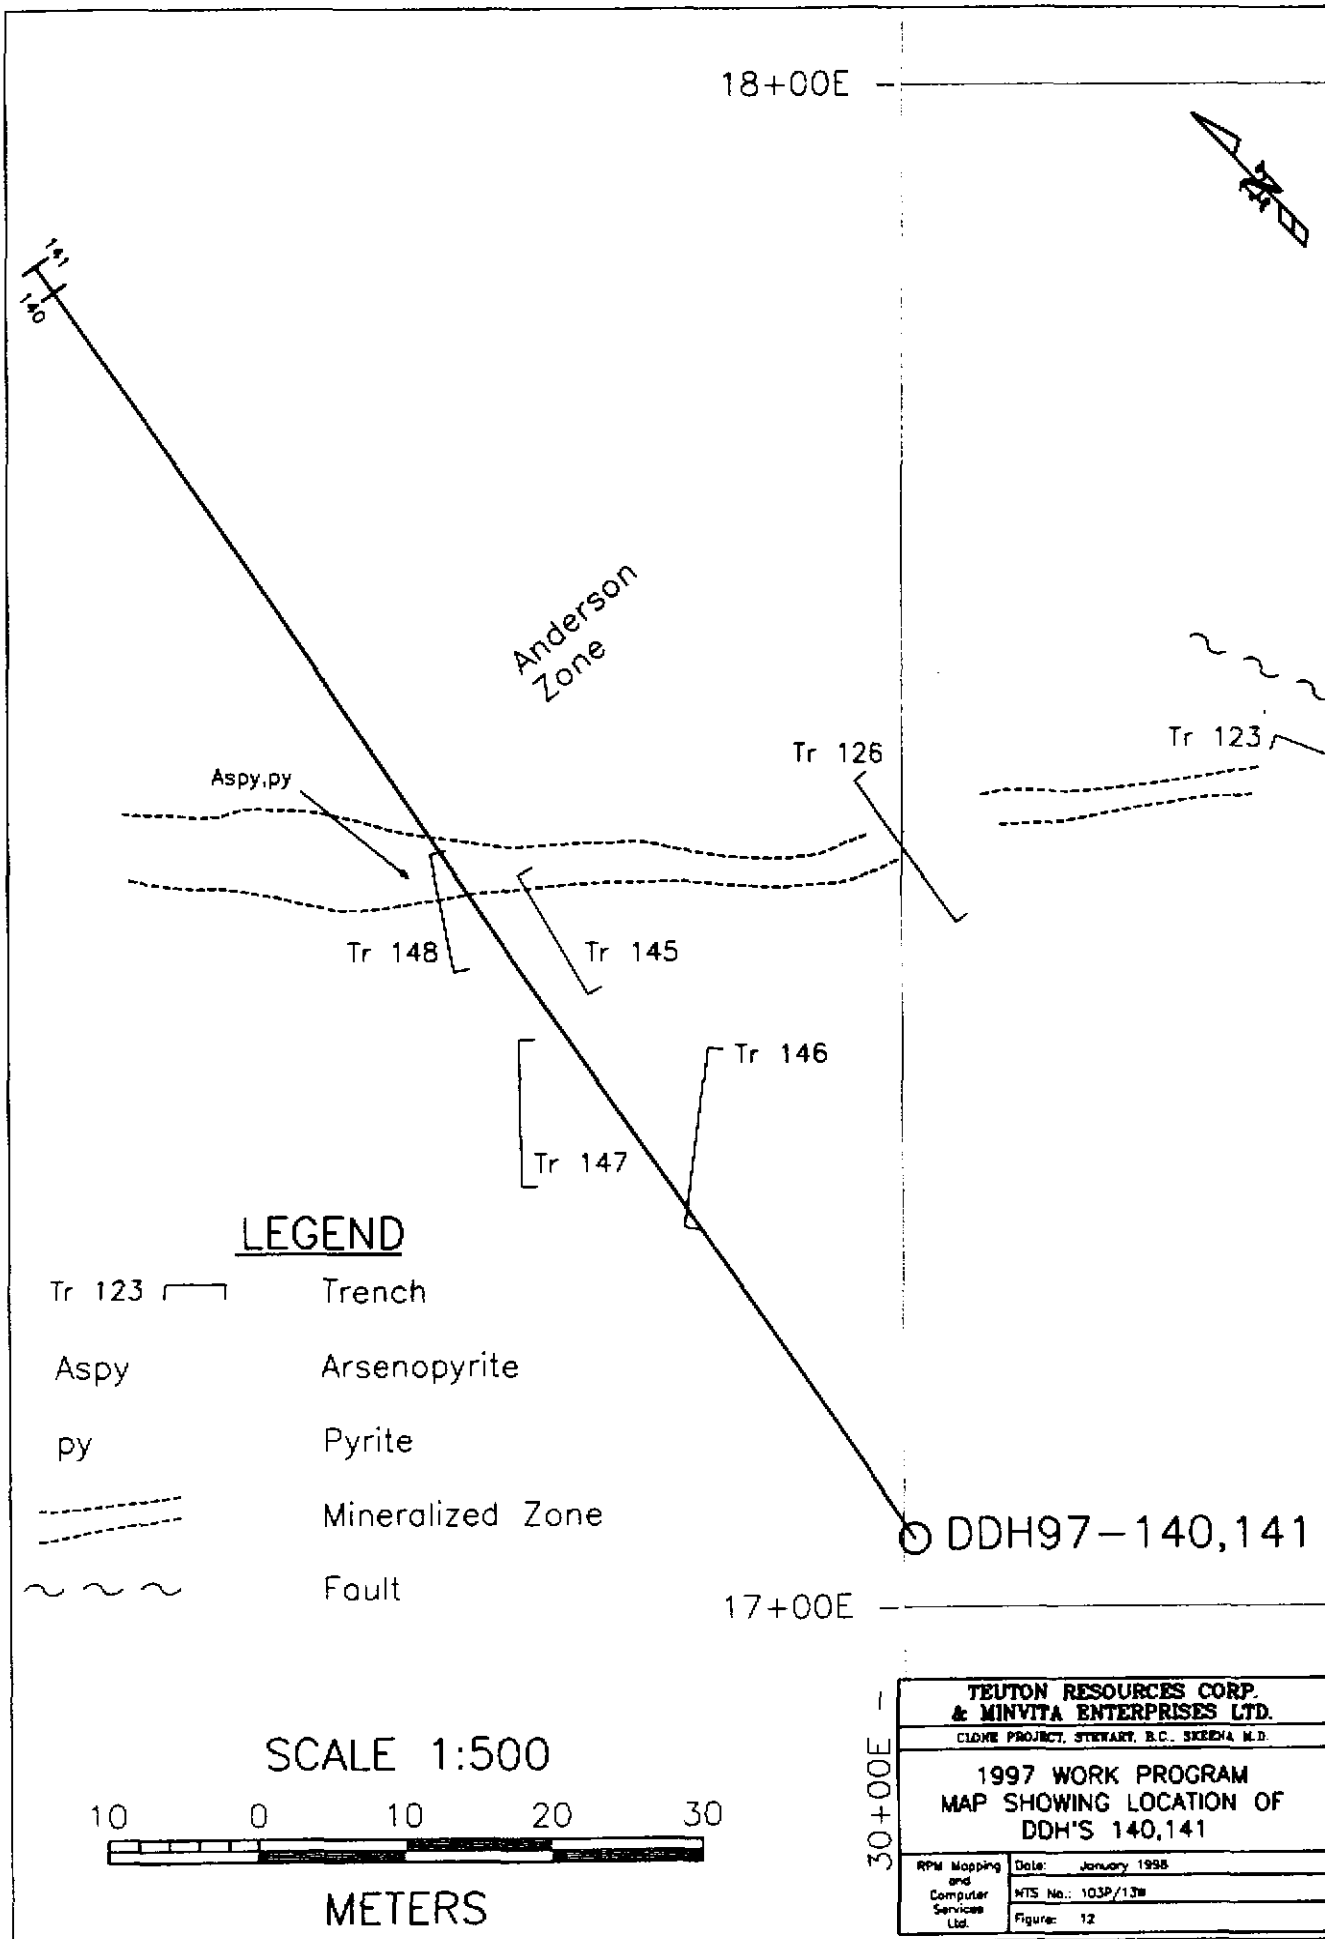 18+00E
N
141
140
Anderson
Zone
Tr 126
Tr 123
Aspy,py
Tr 148
Tr 145
Tr 146
Tr 147
LEGEND
Tr 123 Trench
Aspy Arsenopyrite
py Pyrite
Mineralized Zone
Fault
DDH97-140,141
17+00E
30+00E
SCALE 1:500
10 0 10 20 30
METERS
TEUTON RESOURCES CORP.
& MINVITA ENTERPRISES LTD.
CLONE PROJECT, STEWART, B.C., SKEENA M.D.
1997 WORK PROGRAM
MAP SHOWING LOCATION OF
DDH'S 140,141
RPM Mapping
and
Computer
Services
Ltd.
Date: January 1998
NTS No.: 103P/13W
Figure: 12